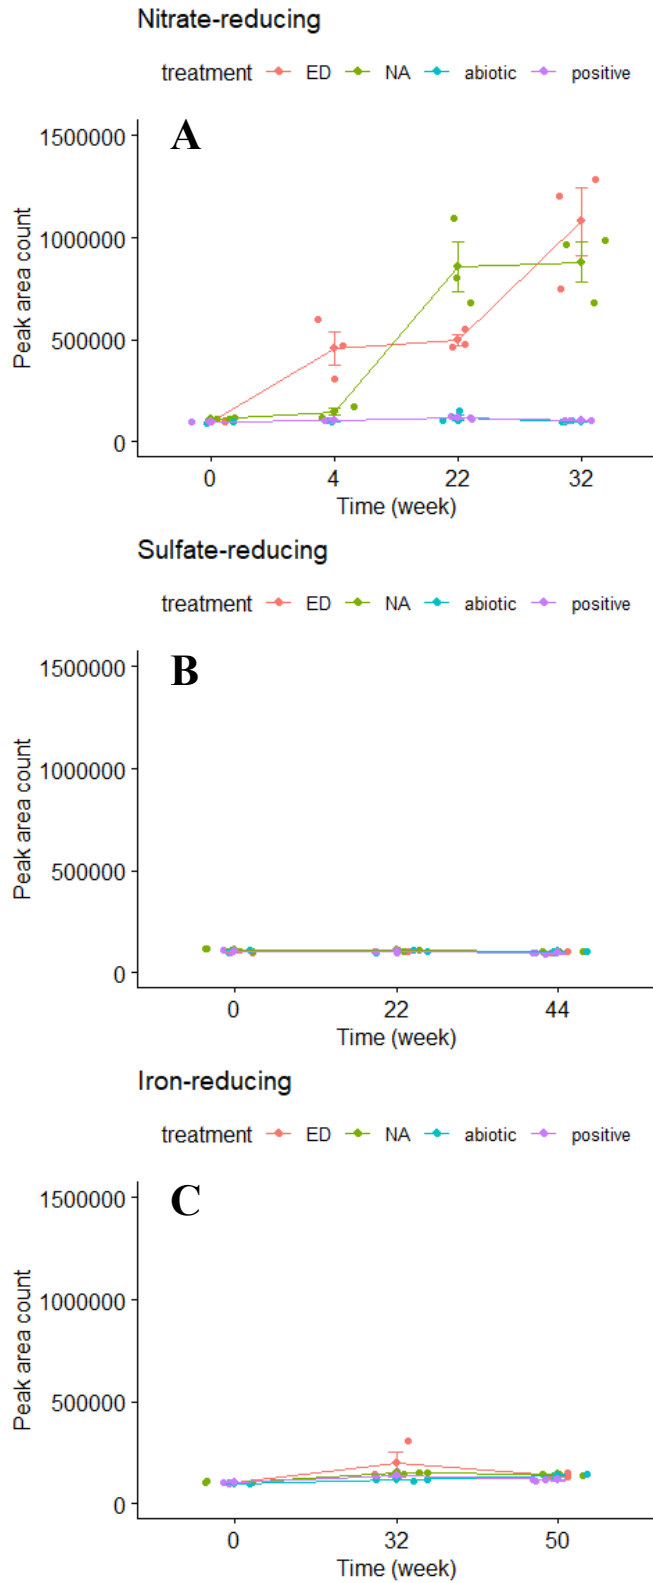 Nitrate-reducing
treatment ED NA abiotic positive
A
1500000
1000000
500000
0
Peak area count
0 4 22 32
Time (week)
Sulfate-reducing
treatment ED NA abiotic positive
B
1500000
1000000
500000
0
Peak area count
0 22 44
Time (week)
Iron-reducing
treatment ED NA abiotic positive
C
1500000
1000000
500000
0
Peak area count
0 32 50
Time (week)